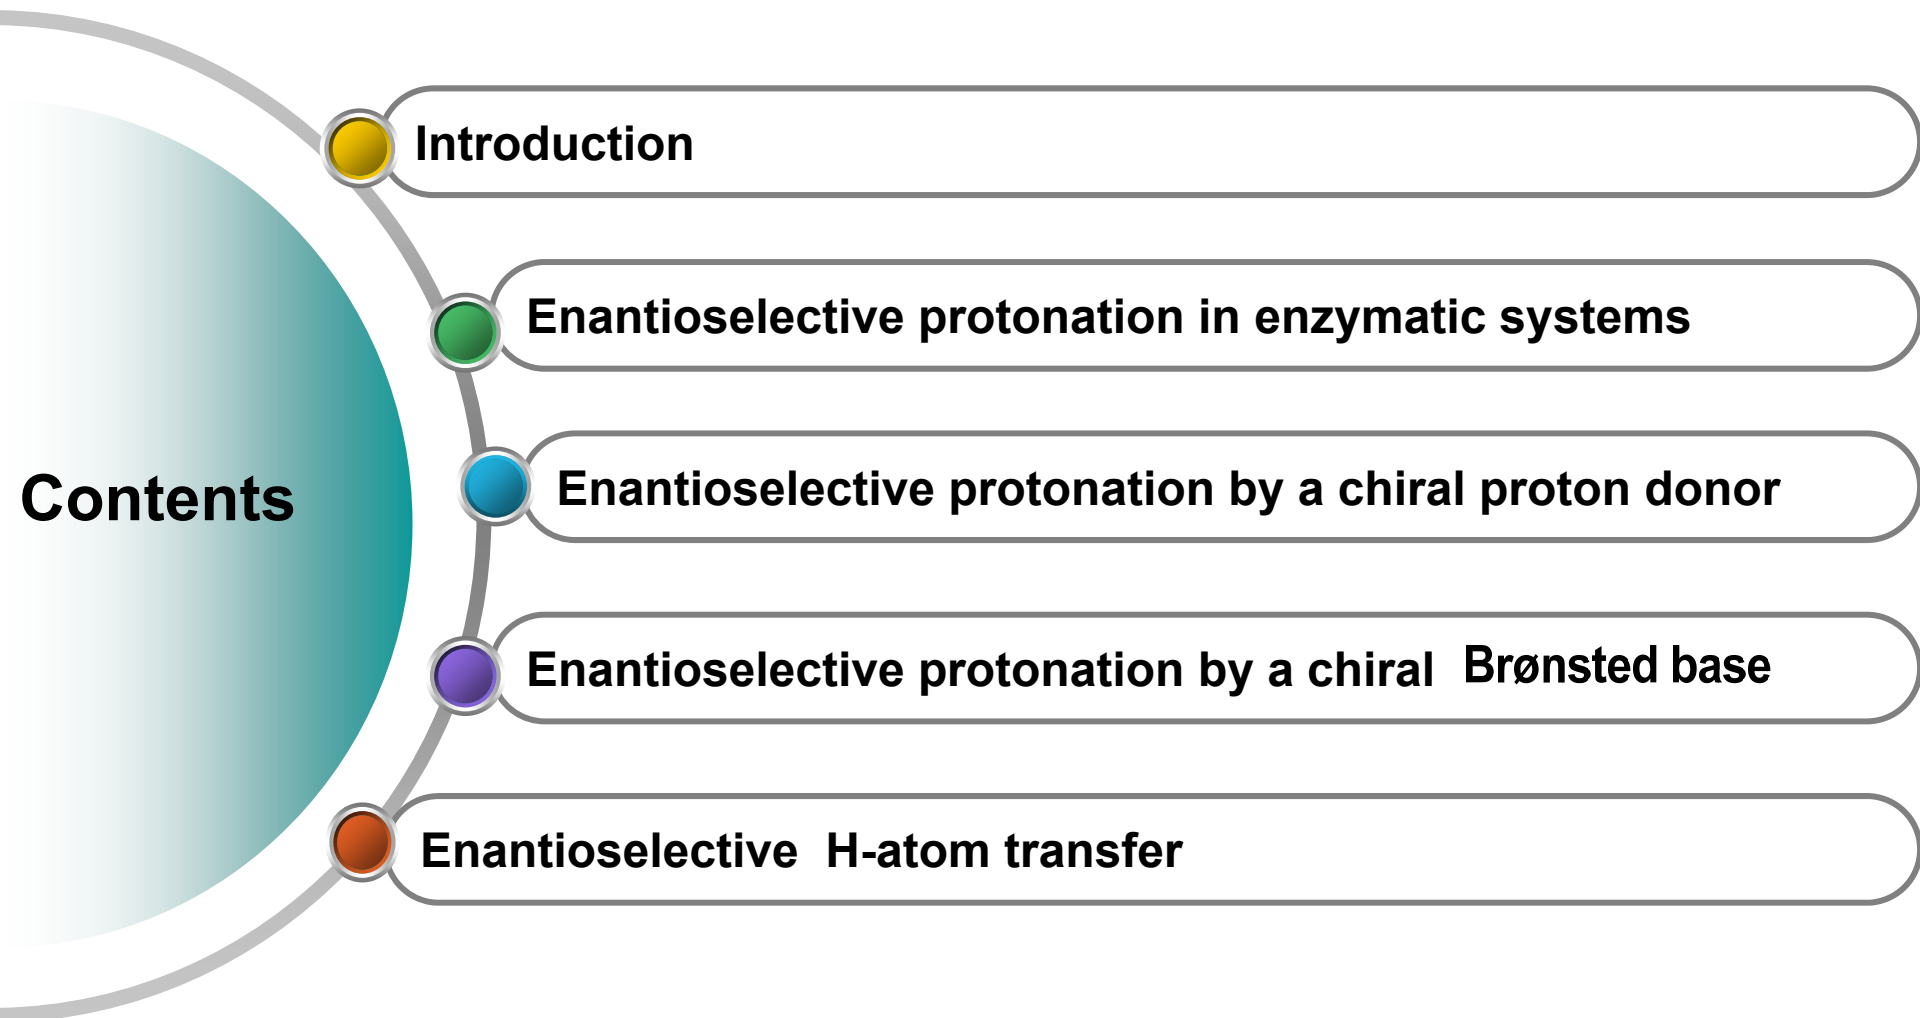 Introduction
Enantioselective protonation in enzymatic systems
Enantioselective protonation by a chiral proton donor
Contents
Enantioselective protonation by a chiral Brønsted base
Enantioselective H-atom transfer